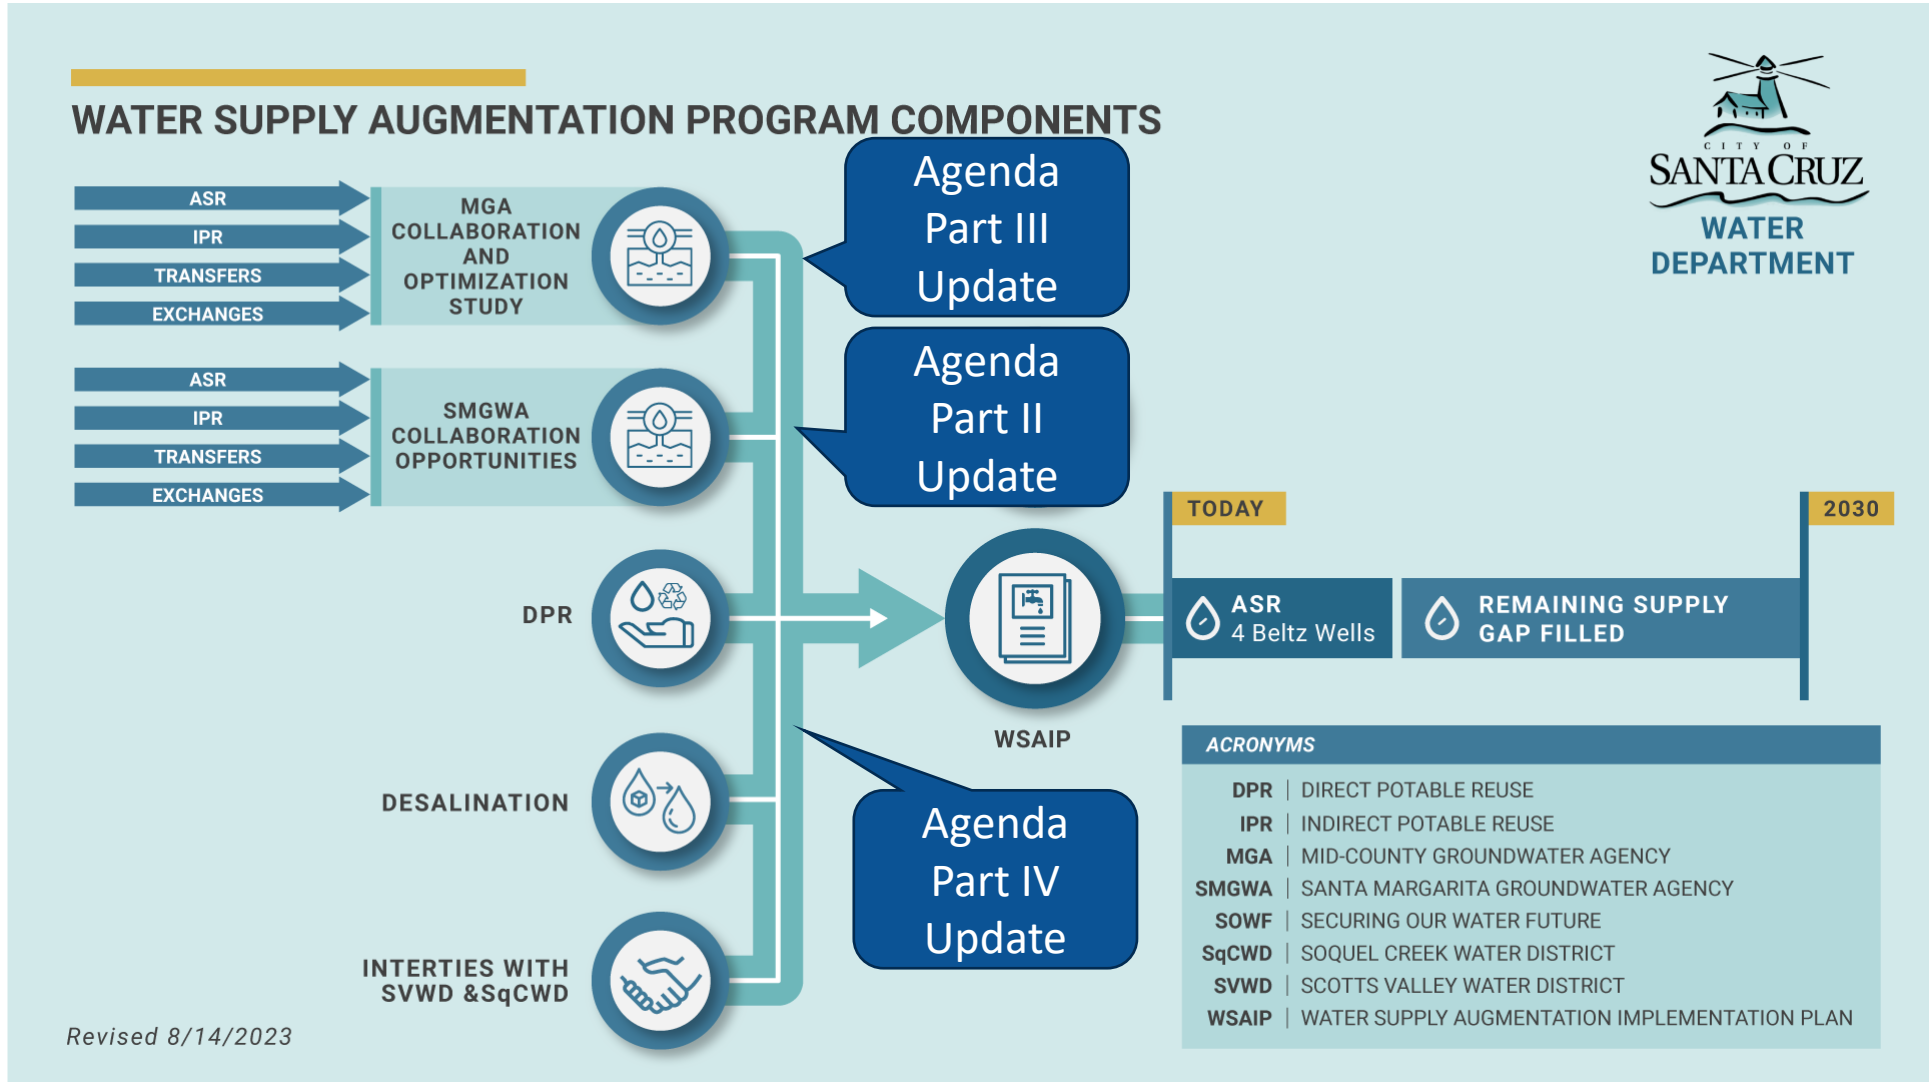 WATER SUPPLY AUGMENTATION PROGRAM COMPONENTS
CITY OF
SANTA CRUZ
WATER
DEPARTMENT
ASR
IPR
TRANSFERS
EXCHANGES
MGA
COLLABORATION
AND
OPTIMIZATION
STUDY
Agenda
Part III
Update
ASR
IPR
TRANSFERS
EXCHANGES
SMGWA
COLLABORATION
OPPORTUNITIES
Agenda
Part II
Update
DPR
DESALINATION
INTERTIES WITH
SVWD &SqCWD
Agenda
Part IV
Update
WSAIP
TODAY
2030
ASR
4 Beltz Wells
REMAINING SUPPLY
GAP FILLED
ACRONYMS
DPR | DIRECT POTABLE REUSE
IPR | INDIRECT POTABLE REUSE
MGA | MID-COUNTY GROUNDWATER AGENCY
SMGWA | SANTA MARGARITA GROUNDWATER AGENCY
SOWF | SECURING OUR WATER FUTURE
SqCWD | SOQUEL CREEK WATER DISTRICT
SVWD | SCOTTS VALLEY WATER DISTRICT
WSAIP | WATER SUPPLY AUGMENTATION IMPLEMENTATION PLAN
Revised 8/14/2023